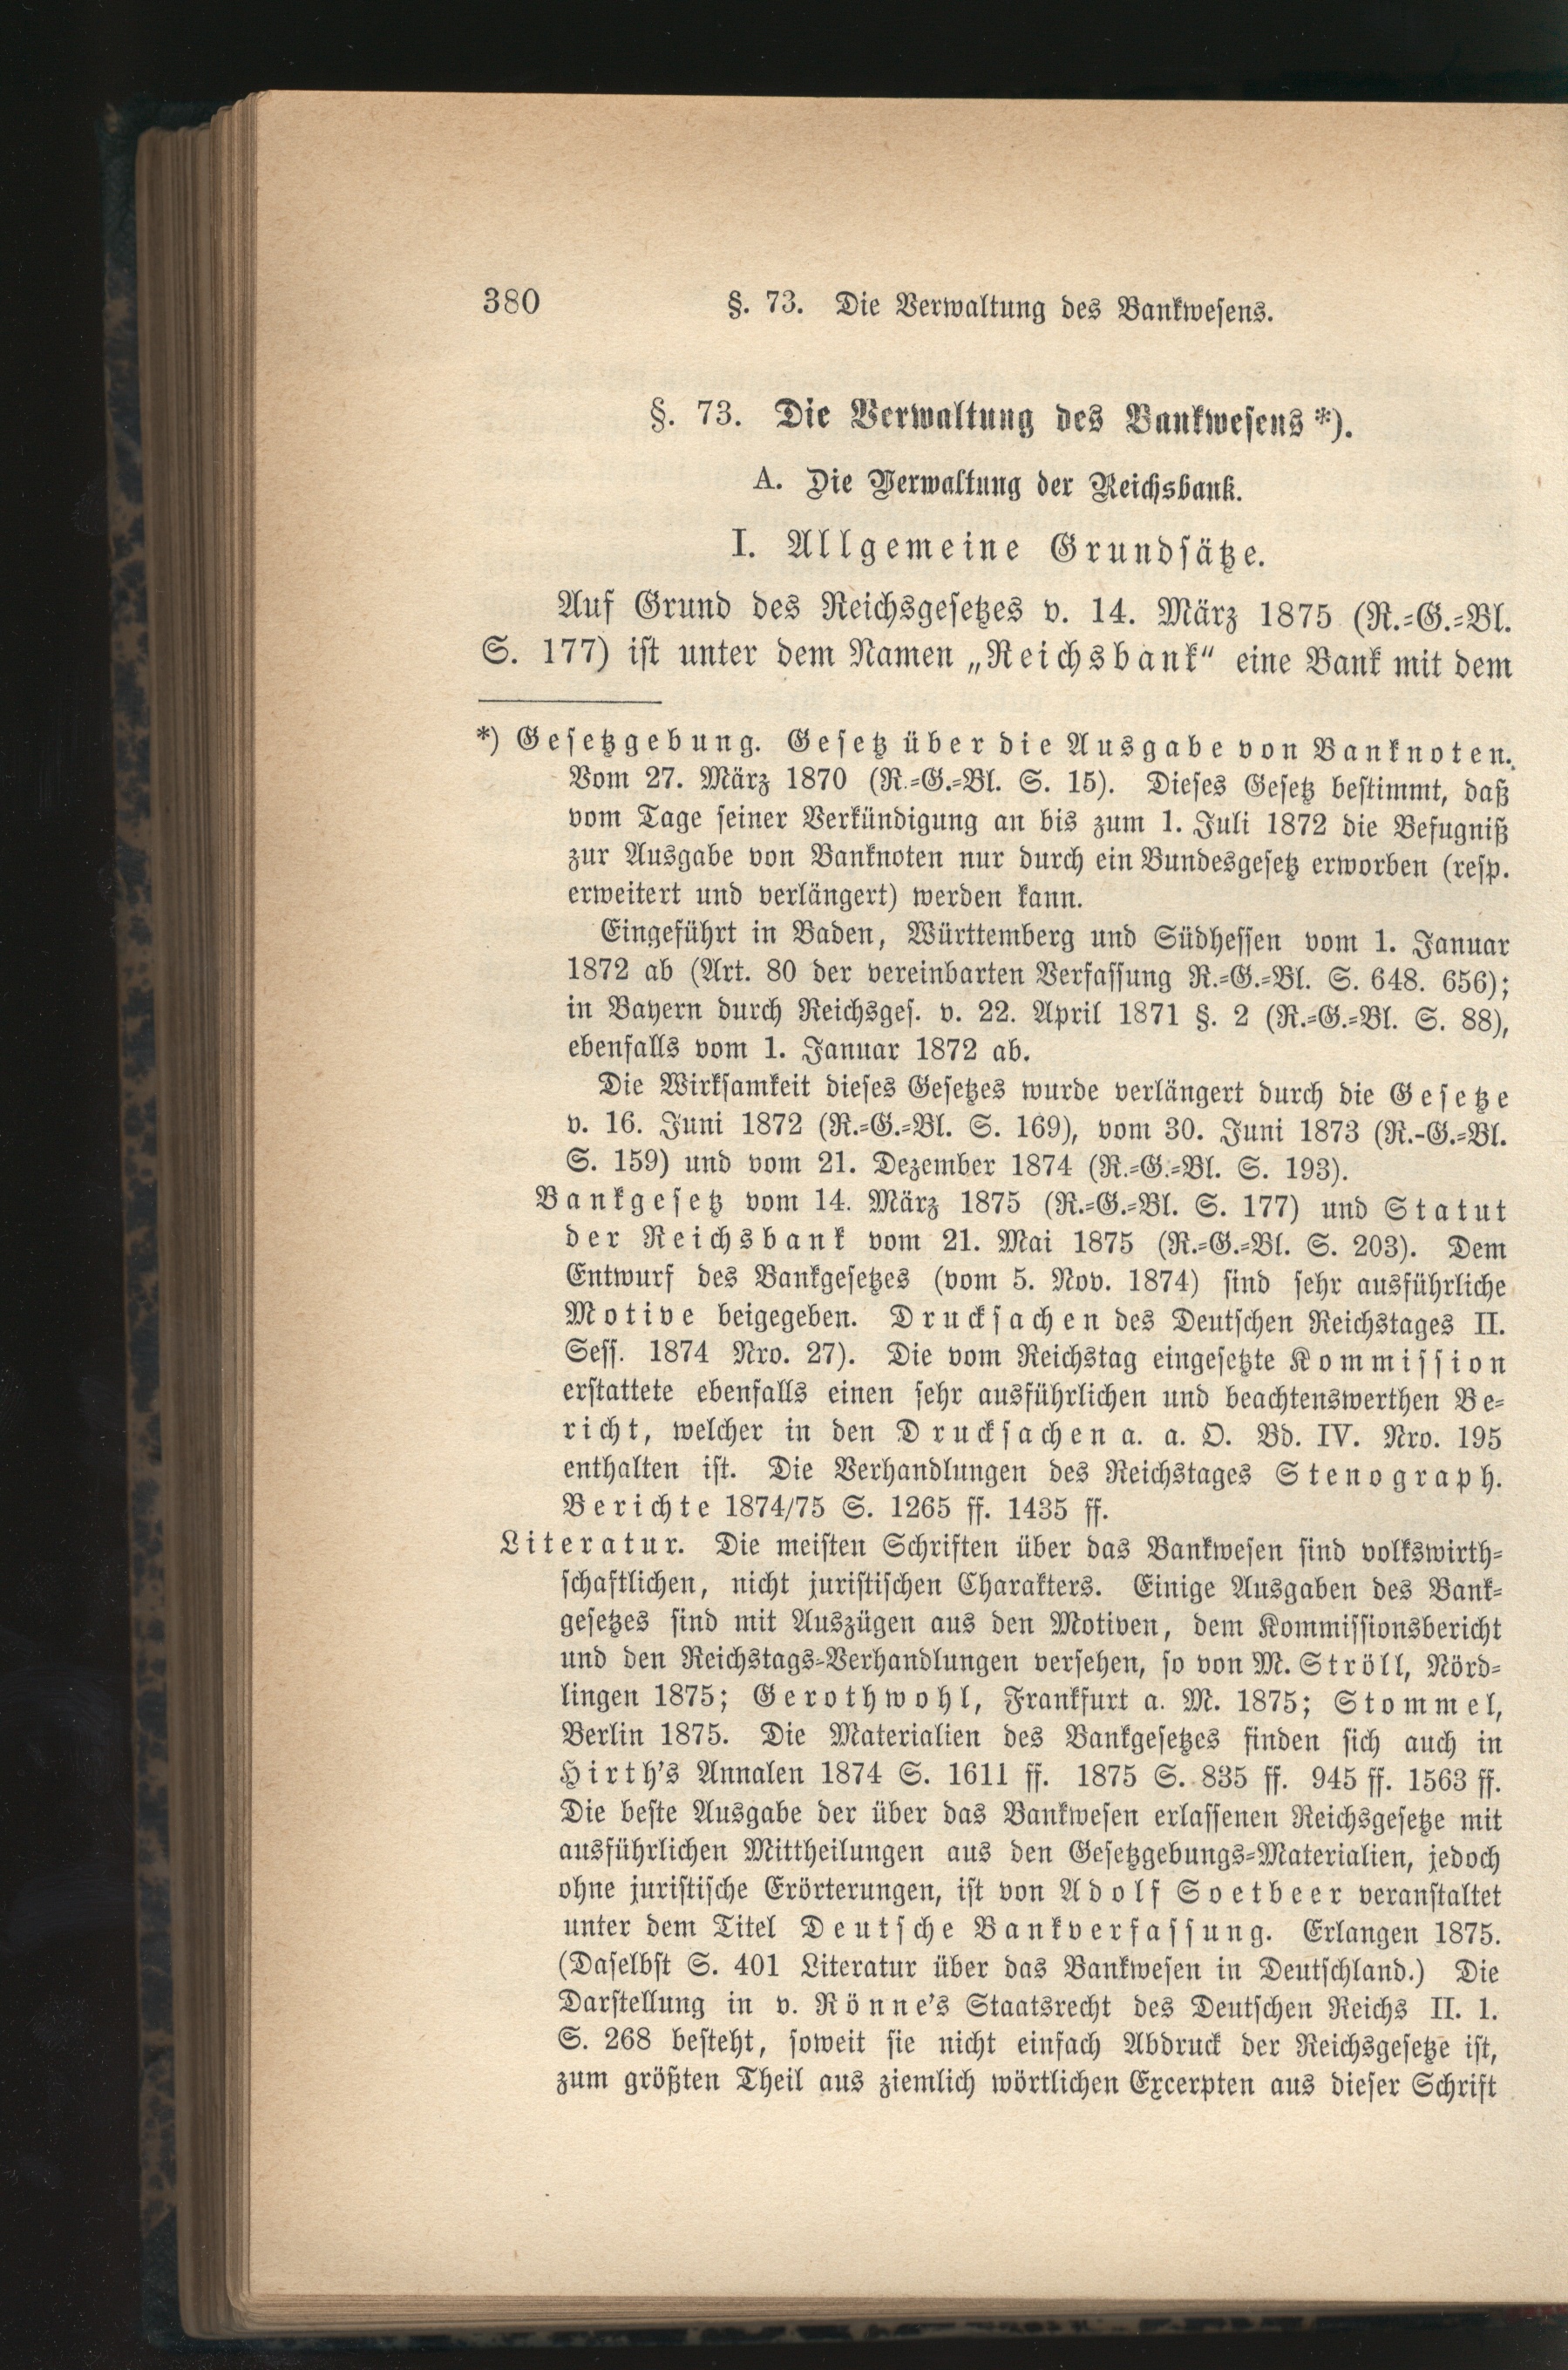 380 §. 73. Die Verwaltung des Bankwesens.
§. 73. Die Verwaltung des Bankwesens *).
A. Die Verwaltung der Reichsbank.
I. Allgemeine Grundsätze.
Auf Grund des Reichsgesetzes v. 14. März 1875 (R.-G.-Bl.
S. 177) ist unter dem Namen „Reichsbank“ eine Bank mit dem
*) Gesetzgebung. Gesetz über die Ausgabe von Banknoten.
Vom 27. März 1870 (R.-G.-Bl. S. 15). Dieses Gesetz bestimmt, daß
vom Tage seiner Verkündigung an bis zum 1. Juli 1872 die Befugniß
zur Ausgabe von Banknoten nur durch ein Bundesgesetz erworben (resp.
erweitert und verlängert) werden kann.
Eingeführt in Baden, Württemberg und Südhessen vom 1. Januar
1872 ab (Art. 80 der vereinbarten Verfassung R.-G.-Bl. S. 648. 656);
in Bayern durch Reichsges. v. 22. April 1871 §. 2 (R.-G.-Bl. S. 88),
ebenfalls vom 1. Januar 1872 ab.
Die Wirksamkeit dieses Gesetzes wurde verlängert durch die Gesetze
v. 16. Juni 1872 (R.-G.-Bl. S. 169), vom 30. Juni 1873 (R.-G.-Bl.
S. 159) und vom 21. Dezember 1874 (R.-G.-Bl. S. 193).
Bankgesetz vom 14. März 1875 (R.-G.-Bl. S. 177) und Statut
der Reichsbank vom 21. Mai 1875 (R.-G.-Bl. S. 203). Dem
Entwurf des Bankgesetzes (vom 5. Nov. 1874) sind sehr ausführliche
Motive beigegeben. Drucksachen des Deutschen Reichstages II.
Sess. 1874 Nro. 27). Die vom Reichstag eingesetzte Kommission
erstattete ebenfalls einen sehr ausführlichen und beachtenswerthen Be-
richt, welcher in den Drucksachen a. a. O. Bd. IV. Nro. 195
enthalten ist. Die Verhandlungen des Reichstages Stenograph.
Berichte 1874/75 S. 1265 ff. 1435 ff.
Literatur. Die meisten Schriften über das Bankwesen sind volkswirth-
schaftlichen, nicht juristischen Charakters. Einige Ausgaben des Bank-
gesetzes sind mit Auszügen aus den Motiven, dem Kommissionsbericht
und den Reichstags-Verhandlungen versehen, so von M. Ströll, Nörd-
lingen 1875; Gerothwohl, Frankfurt a. M. 1875; Stommel,
Berlin 1875. Die Materialien des Bankgesetzes finden sich auch in
Hirth's Annalen 1874 S. 1611 ff. 1875 S. 835 ff. 945 ff. 1563 ff.
Die beste Ausgabe der über das Bankwesen erlassenen Reichsgesetze mit
ausführlichen Mittheilungen aus den Gesetzgebungs-Materialien, jedoch
ohne juristische Erörterungen, ist von Adolf Soetbeer veranstaltet
unter dem Titel Deutsche Bankverfassung. Erlangen 1875.
(Daselbst S. 401 Literatur über das Bankwesen in Deutschland.) Die
Darstellung in v. Rönne's Staatsrecht des Deutschen Reichs II. 1.
S. 268 besteht, soweit sie nicht einfach Abdruck der Reichsgesetze ist,
zum größten Theil aus ziemlich wörtlichen Excerpten aus dieser Schrift